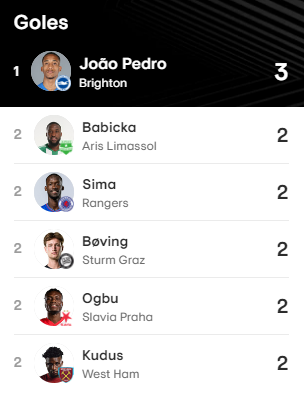 Goles
1
João Pedro
Brighton
3
2
Babicka
Aris Limassol
2
2
Sima
Rangers
2
2
Bøving
Sturm Graz
2
2
Ogbu
Slavia Praha
2
2
Kudus
West Ham
2